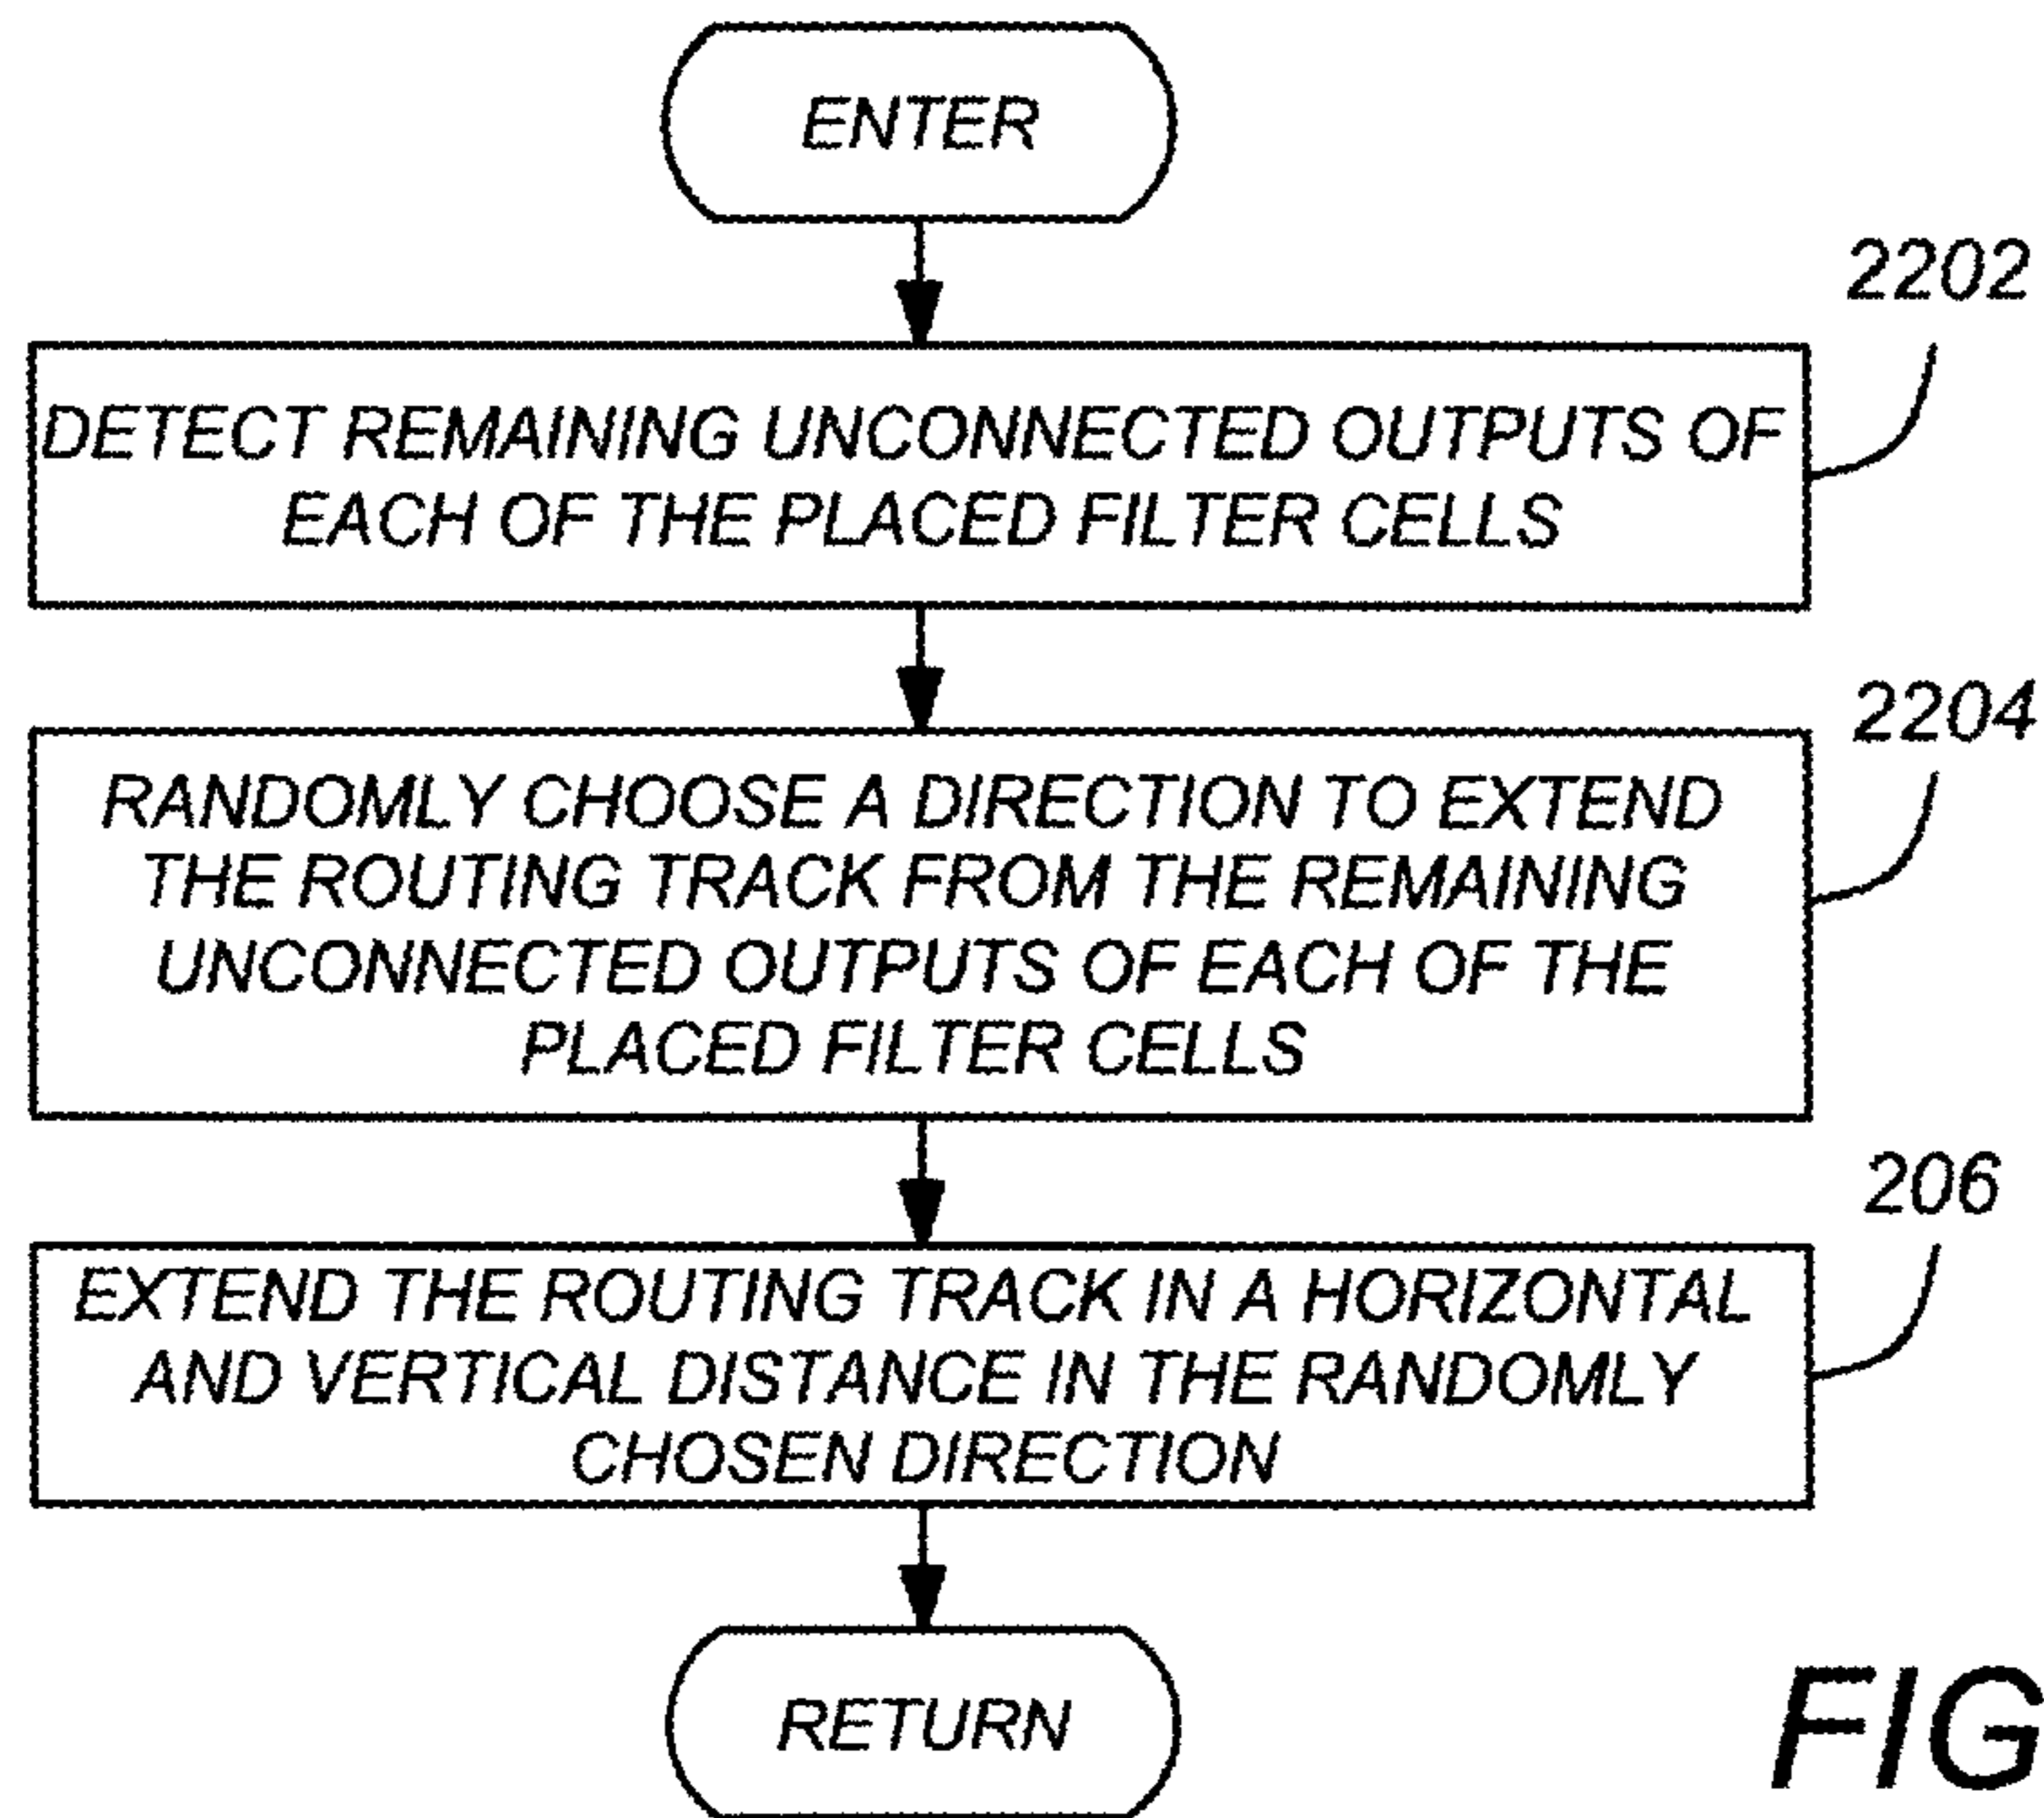 ENTER
2202
DETECT REMAINING UNCONNECTED OUTPUTS OF
EACH OF THE PLACED FILTER CELLS
2204
RANDOMLY CHOOSE A DIRECTION TO EXTEND
THE ROUTING TRACK FROM THE REMAINING
UNCONNECTED OUTPUTS OF EACH OF THE
PLACED FILTER CELLS
206
EXTEND THE ROUTING TRACK IN A HORIZONTAL
AND VERTICAL DISTANCE IN THE RANDOMLY
CHOSEN DIRECTION
RETURN
FIG